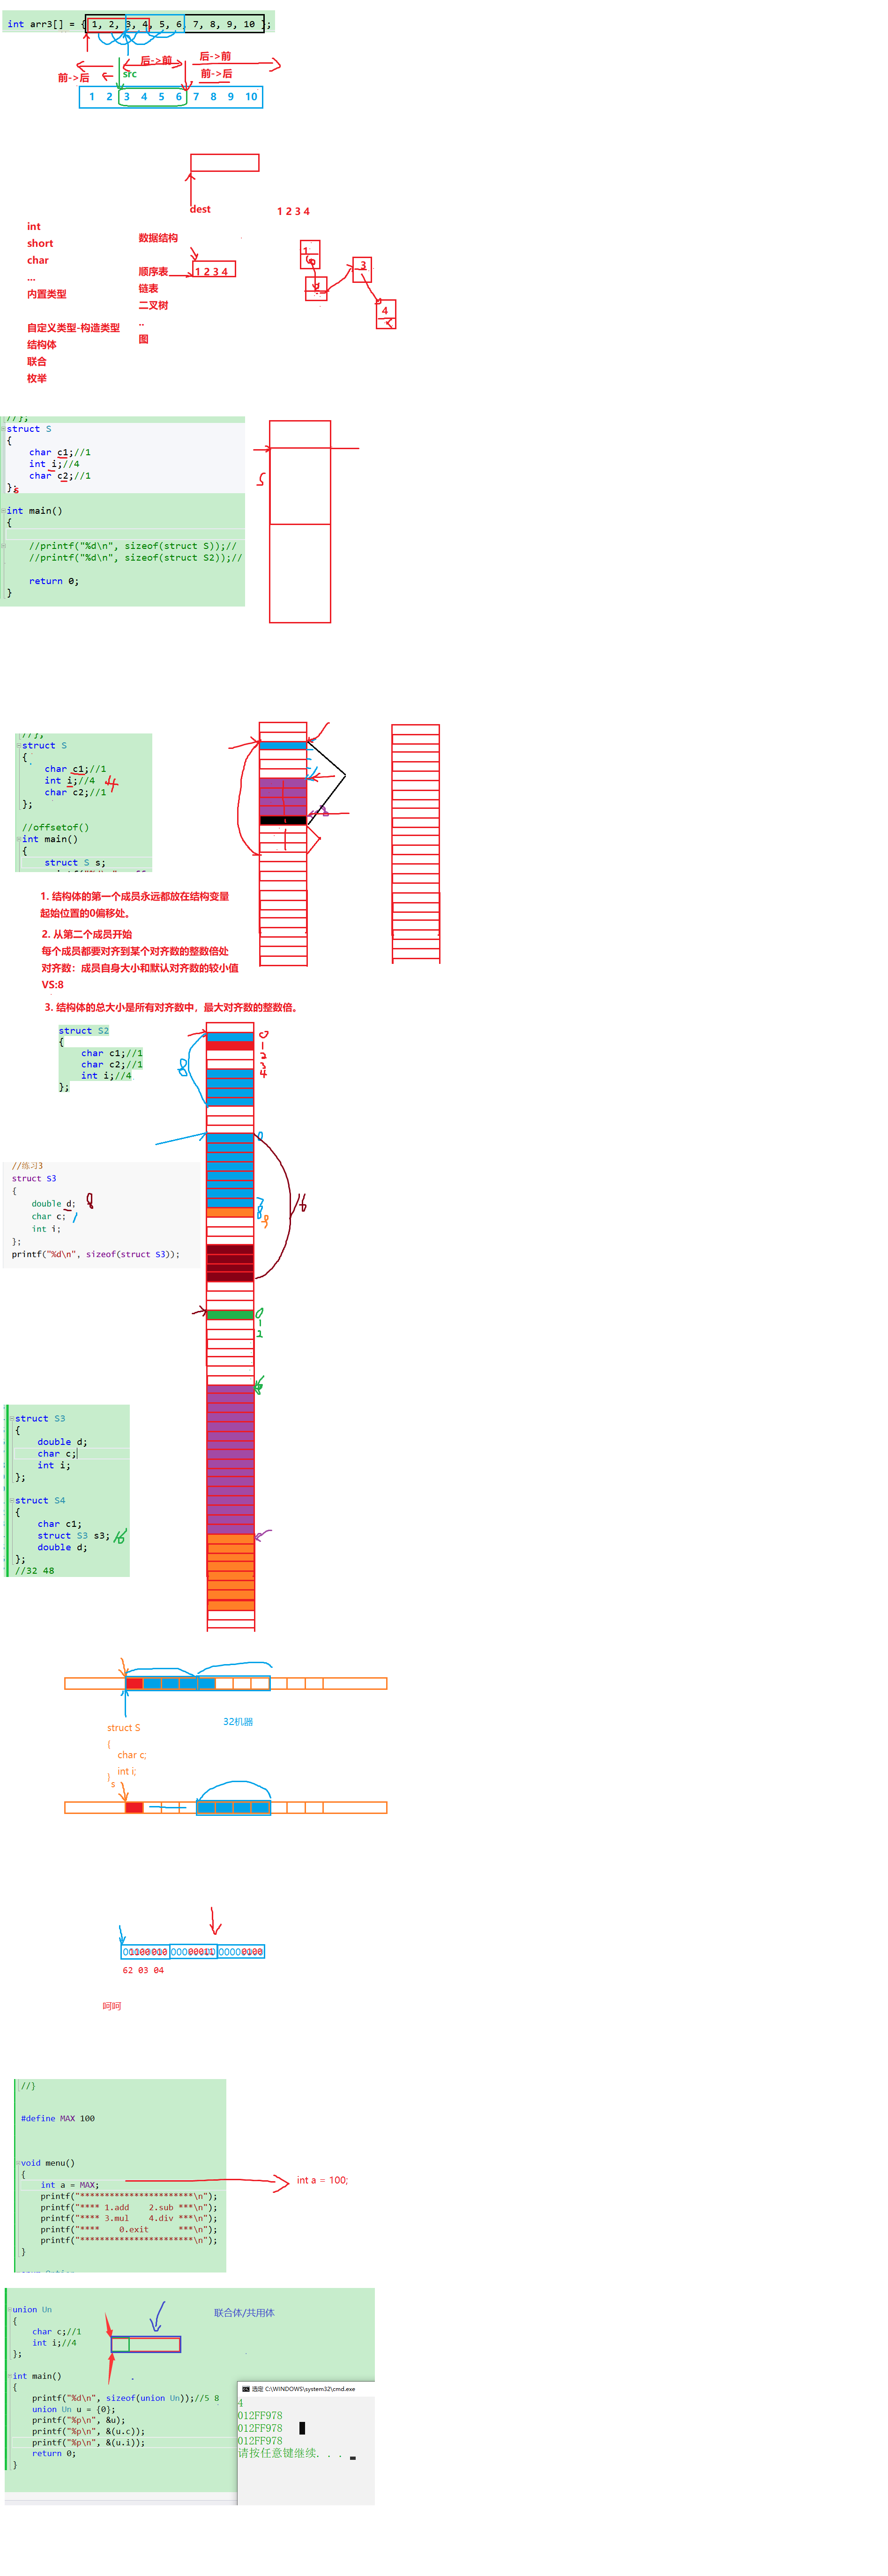 int arr3[] = { 1, 2, 3, 4, 5, 6, 7, 8, 9, 10 };
后->前
后->前
前->后
src
前->后
1 2 3 4 5 6 7 8 9 10
dest
1 2 3 4
int
short
char
...
内置类型
自定义类型-构造类型
结构体
联合
枚举
数据结构
顺序表
1 2 3 4
链表
二叉树
..
图
1
3
4
//};
struct S
{
char c1;//1
int i;//4
char c2;//1
};
s
int main()
{
//printf("%d\n", sizeof(struct S));//
//printf("%d\n", sizeof(struct S2));//
return 0;
}
//};
struct S
{
char c1;//1
int i;//4
4
char c2;//1
};
//offsetof()
int main()
{
struct S s;
1. 结构体的第一个成员永远都放在结构变量
起始位置的0偏移处。
2. 从第二个成员开始
每个成员都要对齐到某个对齐数的整数倍处
对齐数：成员自身大小和默认对齐数的较小值
VS:8
3. 结构体的总大小是所有对齐数中，最大对齐数的整数倍。
struct S2
{
char c1;//1
char c2;//1
int i;//4
};
8
0
1
2
3
4
//练习3
struct S3
{
double d;
8
char c;
1
int i;
};
printf("%d\n", sizeof(struct S3));
0
7
8
9
16
0
1
2
8
struct S3
{
double d;
char c;
int i;
};
struct S4
{
char c1;
struct S3 s3;
16
double d;
};
//32 48
32机器
struct S
{
char c;
int i;
}
s
62 03 04
呵呵
//}
#define MAX 100
void menu()
{
int a = MAX;
int a = 100;
printf("***********************\n");
printf("**** 1.add    2.sub ***\n");
printf("**** 3.mul    4.div ***\n");
printf("****    0.exit      ***\n");
printf("***********************\n");
}
union Un
{
char c;//1
int i;//4
};
联合体/共用体
int main()
{
printf("%d\n", sizeof(union Un));//5 8
union Un u = {0};
printf("%p\n", &u);
printf("%p\n", &(u.c));
printf("%p\n", &(u.i));
return 0;
}
选定 C:\WINDOWS\system32\cmd.exe
4
012FF978
012FF978
012FF978
请按任意键继续. . .